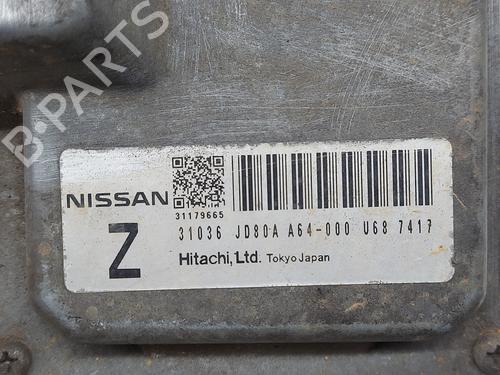 B-PARTS
NISSAN
31179665
31036 JD80A A64-000 U68 7417
Z
Hitachi, Ltd. Tokyo Japan